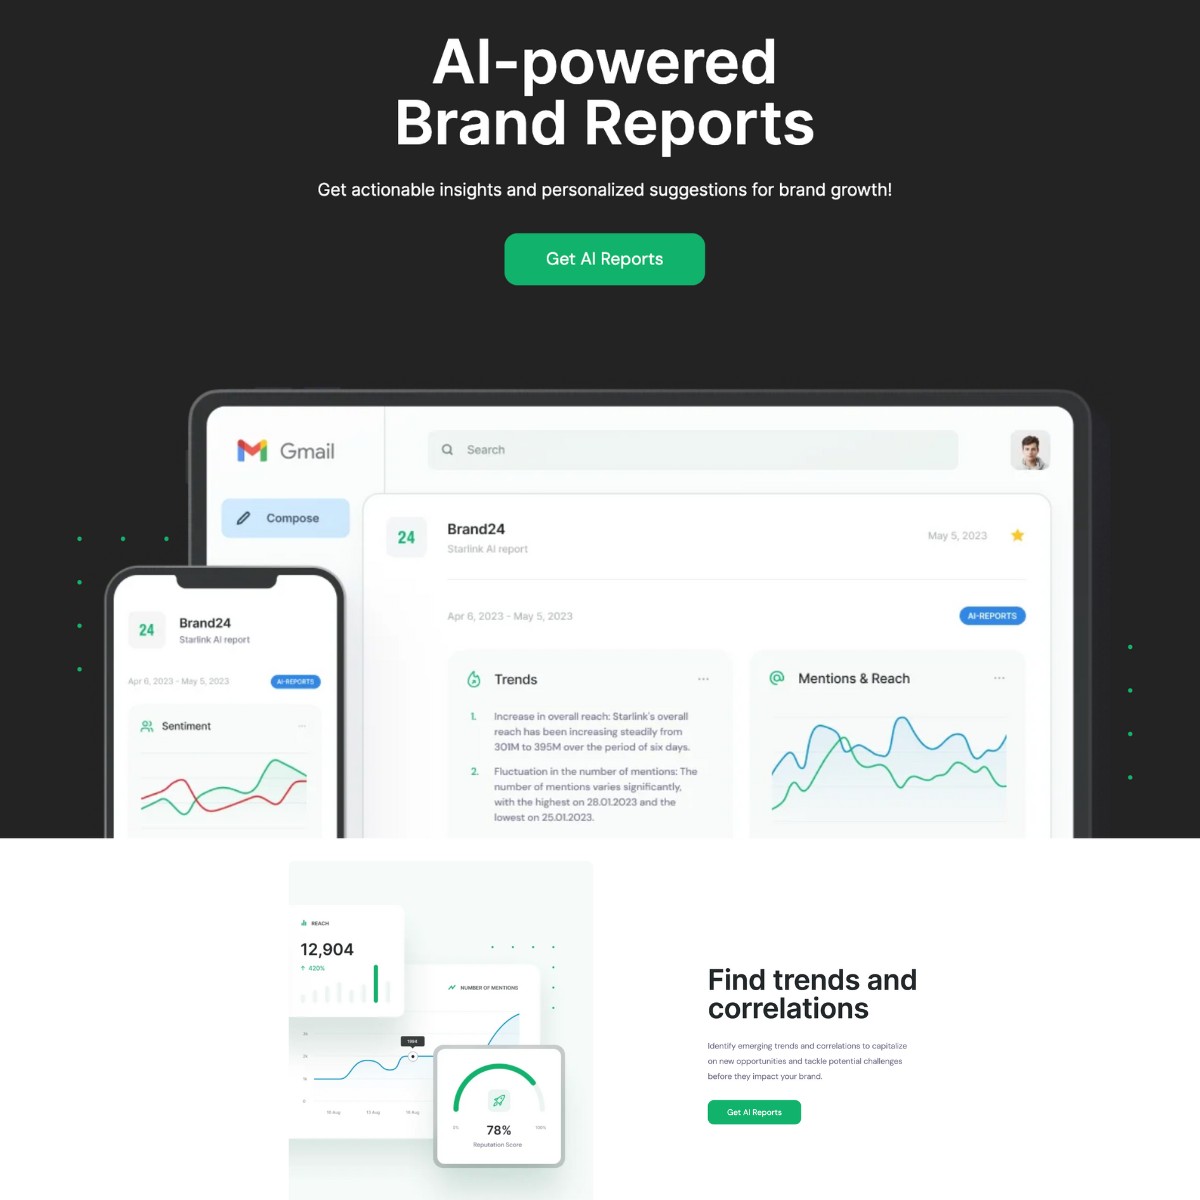 AI-powered
Brand Reports
Get actionable insights and personalized suggestions for brand growth!
Get AI Reports
Gmail
Search
Compose
24
Brand24
Starlink AI report
May 5, 2023
Apr 6, 2023 - May 5, 2023
AI-REPORTS
Trends
1. Increase in overall reach: Starlink's overall
reach has been increasing steadily from
301M to 395M over the period of six days.
2. Fluctuation in the number of mentions: The
number of mentions varies significantly,
with the highest on 28.01.2023 and the
lowest on 25.01.2023.
Mentions & Reach
24
Brand24
Starlink AI report
Apr 6, 2023 - May 5, 2023
AI-REPORTS
Sentiment
REACH
12,904
420%
NUMBER OF MENTIONS
0
0%
78%
100%
Reputation Score
Find trends and
correlations
Identify emerging trends and correlations to capitalize
on new opportunities and tackle potential challenges
before they impact your brand.
Get AI Reports